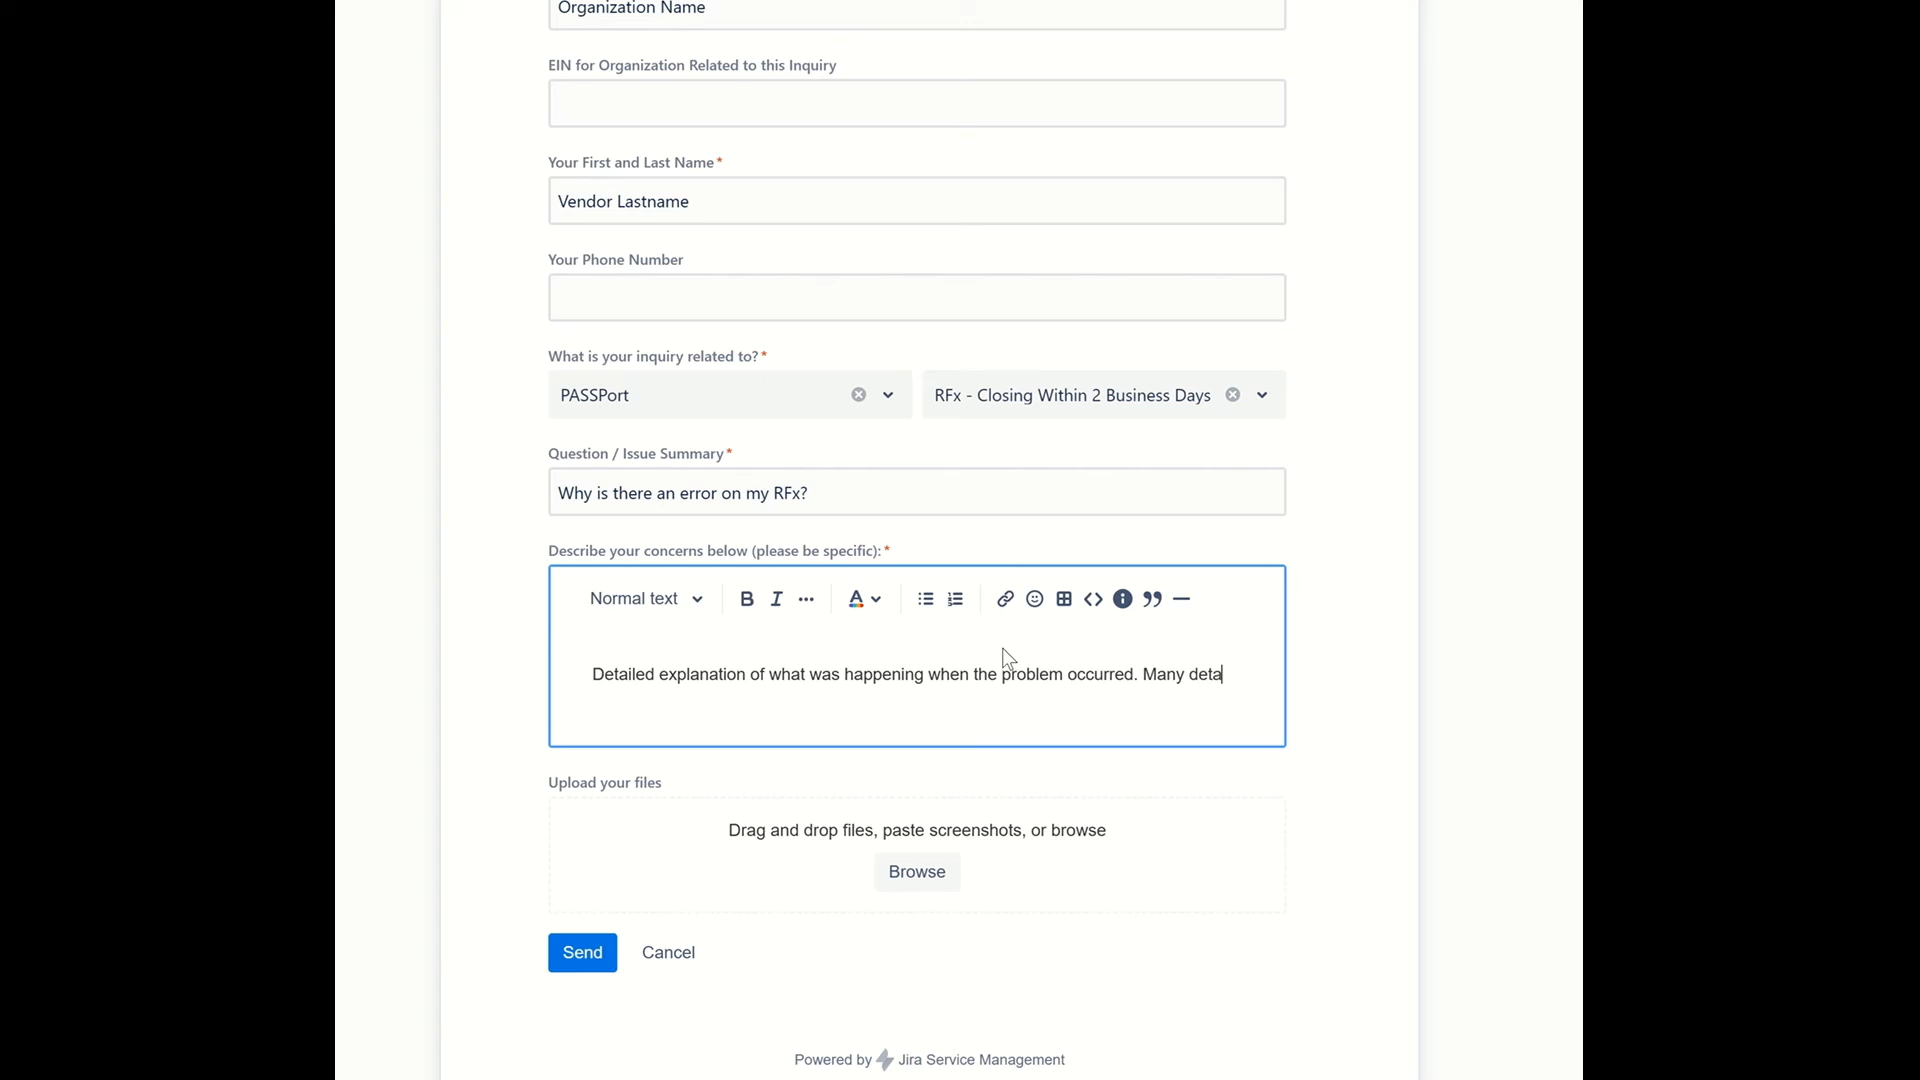 Organization Name
EIN for Organization Related to this Inquiry
Your First and Last Name*
Vendor Lastname
Your Phone Number
What is your inquiry related to?*
PASSPort
RFx - Closing Within 2 Business Days
Question / Issue Summary*
Why is there an error on my RFx?
Describe your concerns below (please be specific):*
Normal text B I ... A
Detailed explanation of what was happening when the problem occurred. Many deta
Upload your files
Drag and drop files, paste screenshots, or browse
Browse
Send Cancel
Powered by Jira Service Management